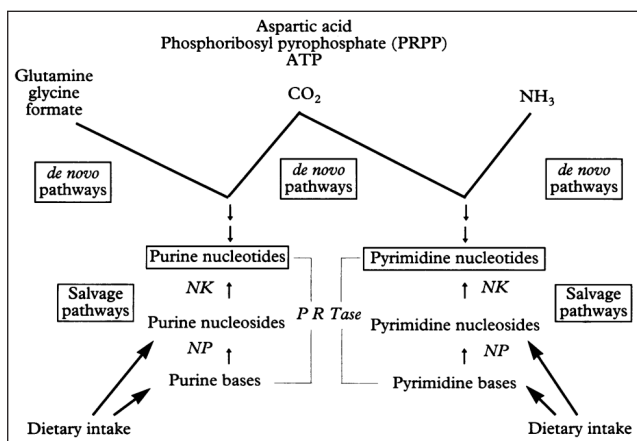 Aspartic acid
Phosphoribosyl pyrophosphate (PRPP)
ATP
Glutamine
glycine
formate
CO₂
NH₃
de novo
pathways
de novo
pathways
de novo
pathways
Purine nucleotides
Pyrimidine nucleotides
Salvage
pathways
NK
P R Tase
NK
Salvage
pathways
Purine nucleosides
Pyrimidine nucleosides
NP
NP
Purine bases
Pyrimidine bases
Dietary intake
Dietary intake